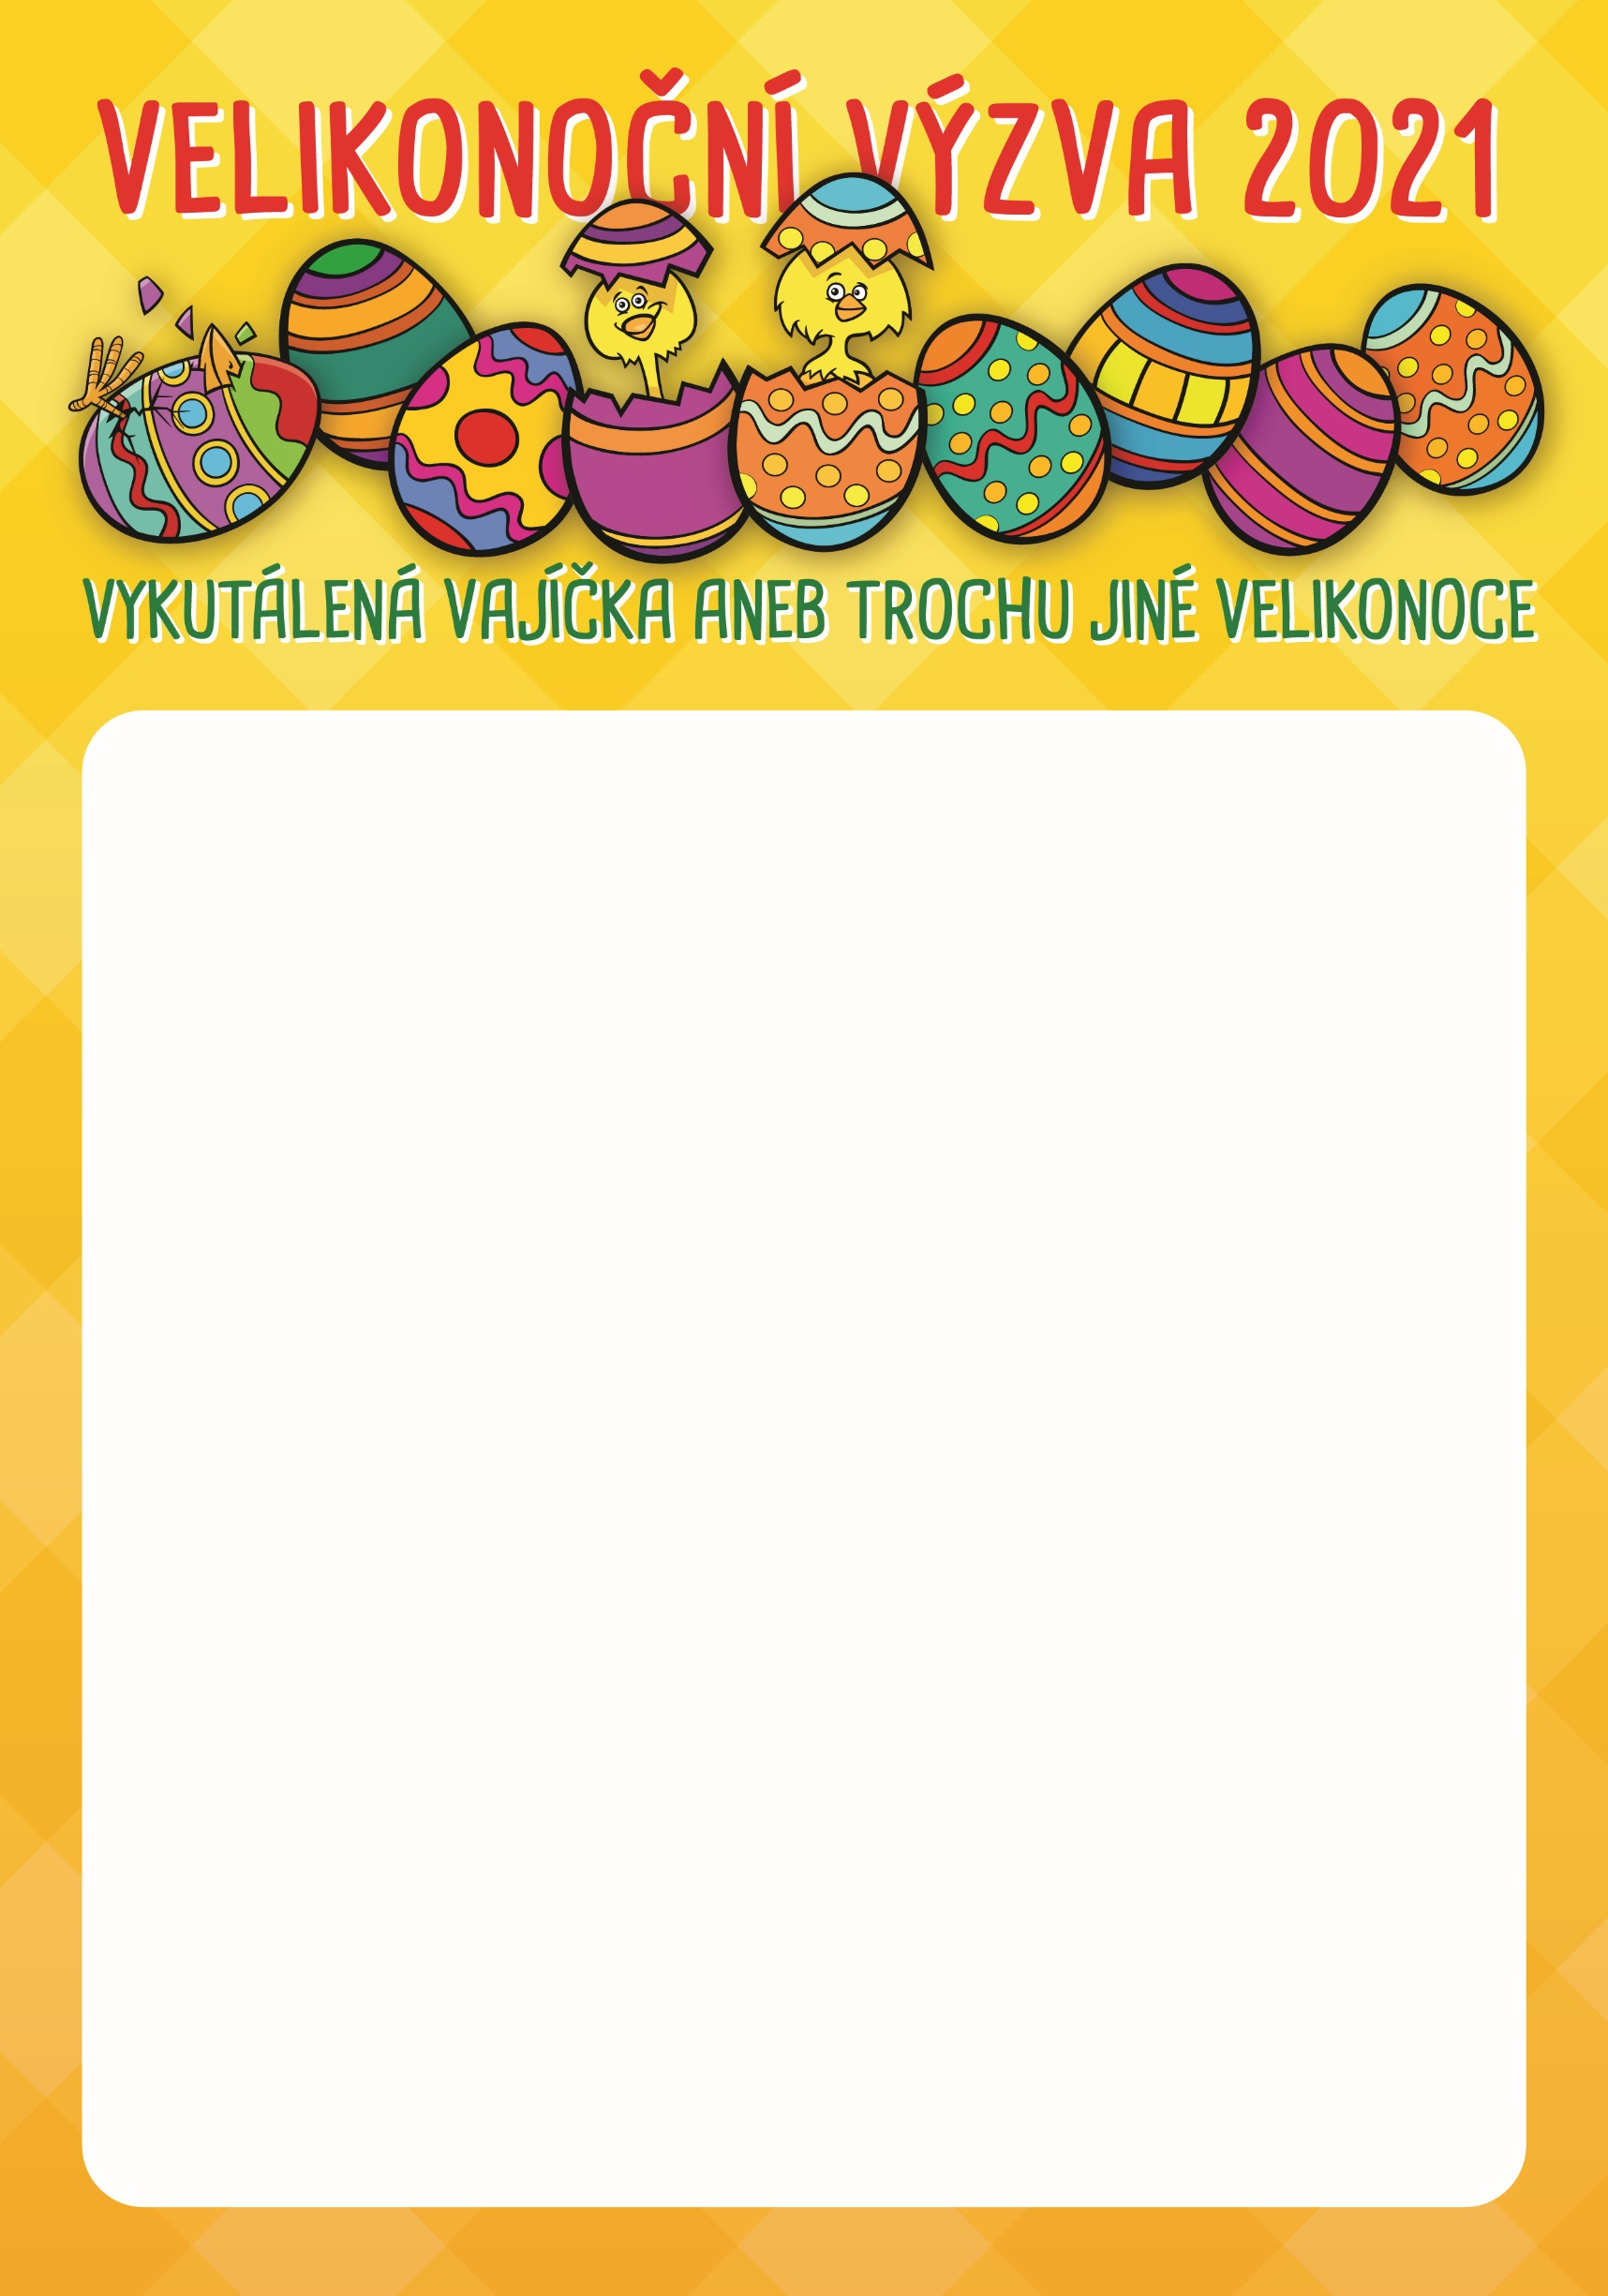 VELIKONOČNÍ VÝZVA 2021
VYKUTÁLENÁ VAJÍČKA ANEB TROCHU JINÉ VELIKONOCE